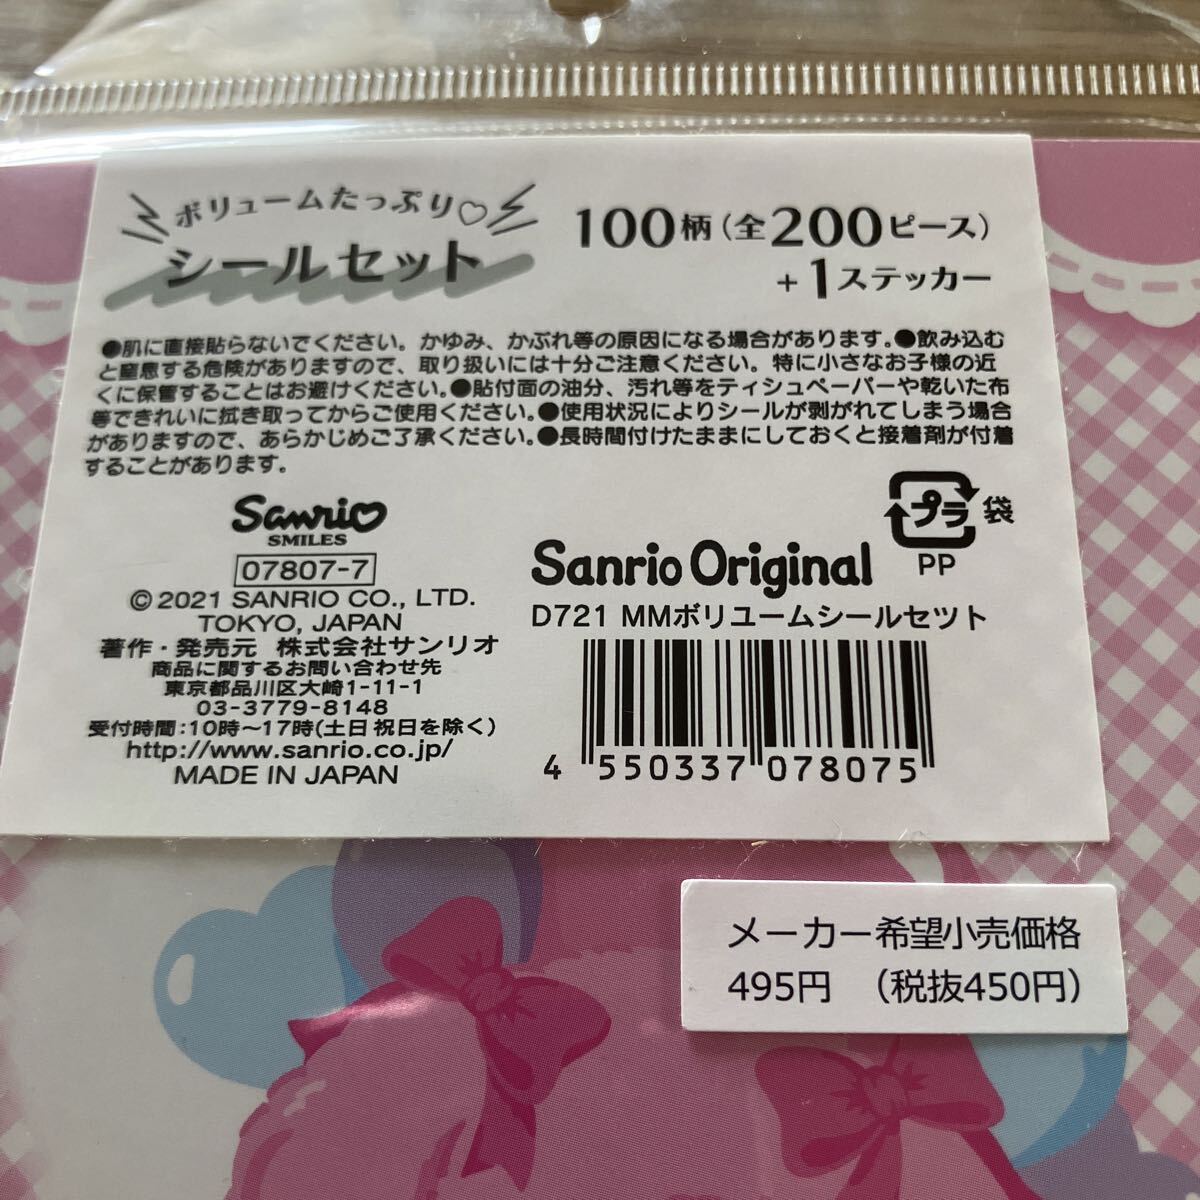 ボリュームたっぷり♡
シールセット
100柄(全200ピース)
+1ステッカー
●肌に直接貼らないでください。かゆみ、かぶれ等の原因になる場合があります。●飲み込む
と窒息する危険がありますので、取り扱いには十分ご注意ください。特に小さなお子様の近
くに保管することはお避けください。●貼付面の油分、汚れ等をティシュペーパーや乾いた布
等できれいに拭き取ってからご使用ください。●使用状況によりシールが剥がれてしまう場合
がありますので、あらかじめご了承ください。●長時間付けたままにしておくと接着剤が付着
することがあります。
Sanrio
SMILES
07807-7
©2021 SANRIO CO., LTD.
TOKYO, JAPAN
著作・発売元 株式会社サンリオ
商品に関するお問い合わせ先
東京都品川区大崎1-11-1
03-3779-8148
受付時間:10時〜17時(土日祝日を除く)
http://www.sanrio.co.jp/
MADE IN JAPAN
プラ 袋
PP
Sanrio Original
D721 MMボリユームシールセツト
4 550337 078075
メーカー希望小売価格
495円 (税抜450円)